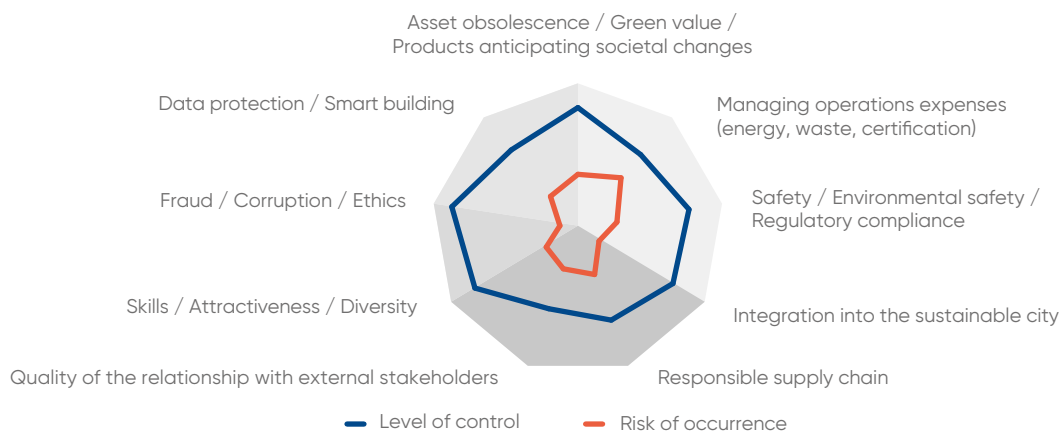 Asset obsolescence / Green value /
Products anticipating societal changes
Data protection / Smart building
Managing operations expenses
(energy, waste, certification)
Fraud / Corruption / Ethics
Safety / Environmental safety /
Regulatory compliance
Skills / Attractiveness / Diversity
Integration into the sustainable city
Quality of the relationship with external stakeholders
Responsible supply chain
Level of control
Risk of occurrence